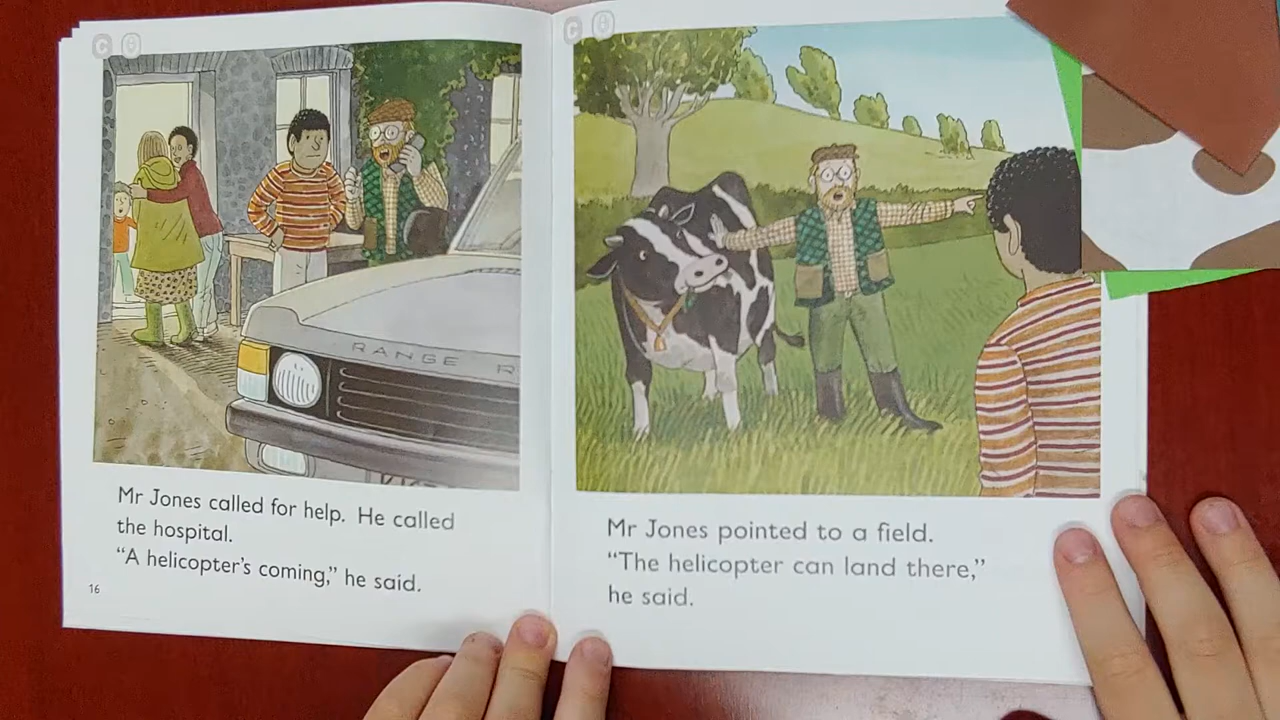 RANGE R
Mr Jones called for help. He called
the hospital.
“A helicopter’s coming,” he said.
16
Mr Jones pointed to a field.
“The helicopter can land there,”
he said.